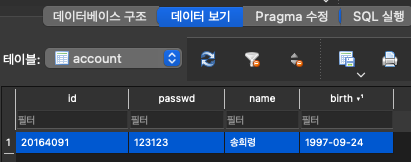 데이터베이스 구조 데이터 보기 Pragma 수정 SQL 실행
테이블: account
id passwd name birth
필터 필터 필터 필터
1 20164091 123123 송희령 1997-09-24